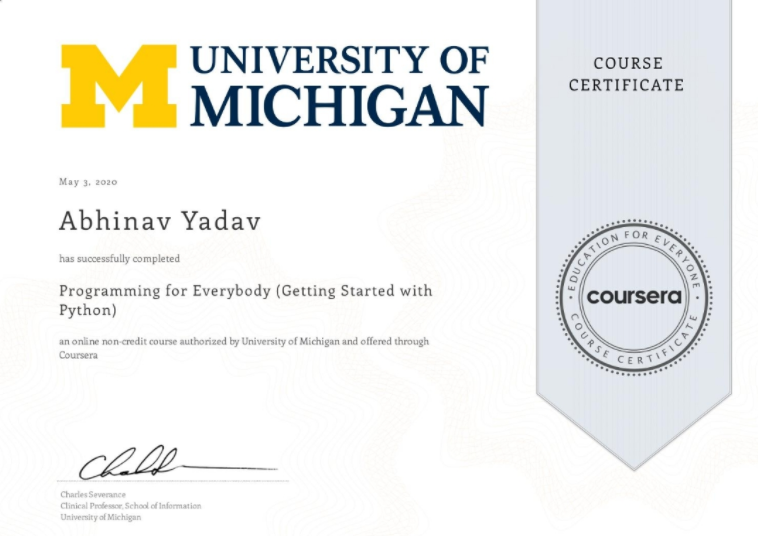 UNIVERSITY OF
MICHIGAN
COURSE
CERTIFICATE
May 3, 2020
Abhinav Yadav
has successfully completed
Programming for Everybody (Getting Started with
Python)
an online non-credit course authorized by University of Michigan and offered through
Coursera
EDUCATION FOR EVERYONE
coursera
COURSE CERTIFICATE
Charles Severance
Clinical Professor, School of Information
University of Michigan